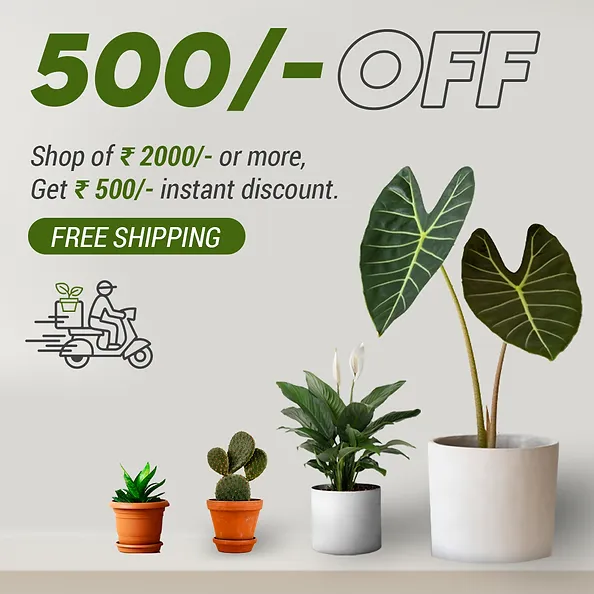 500/- OFF
Shop of ₹ 2000/- or more,
Get ₹ 500/- instant discount.
FREE SHIPPING